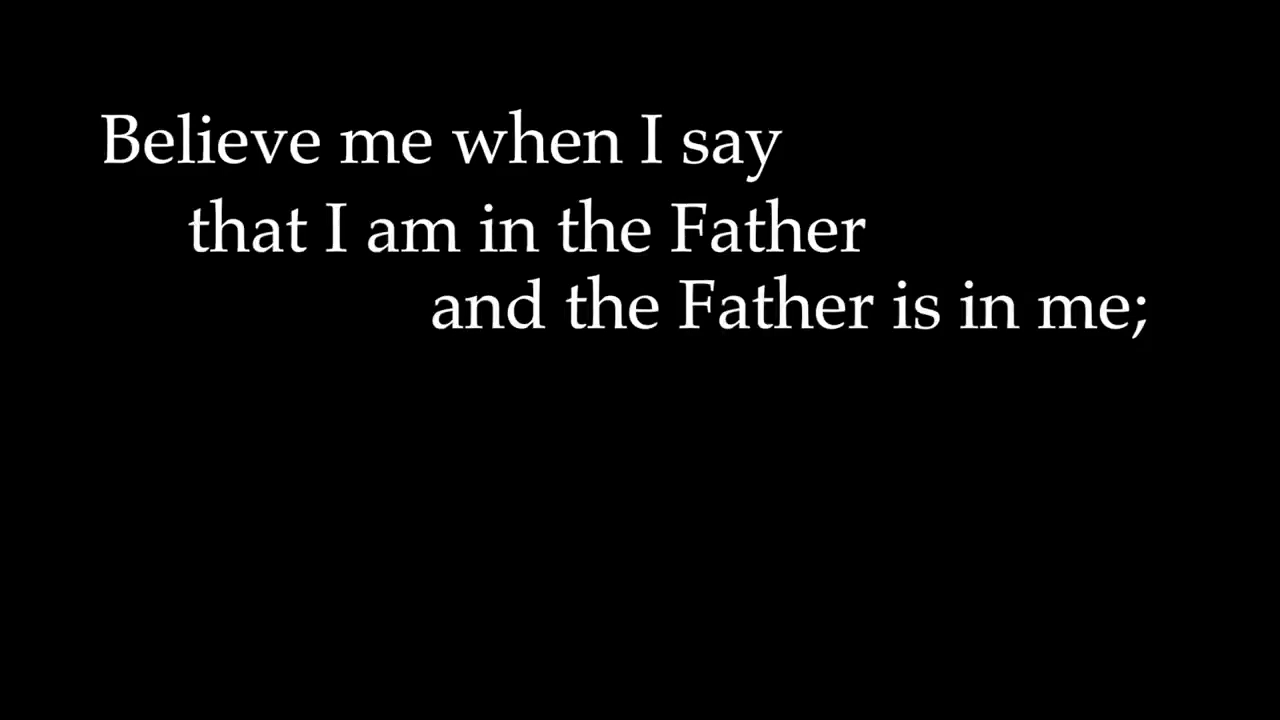 Believe me when I say
that I am in the Father
and the Father is in me;